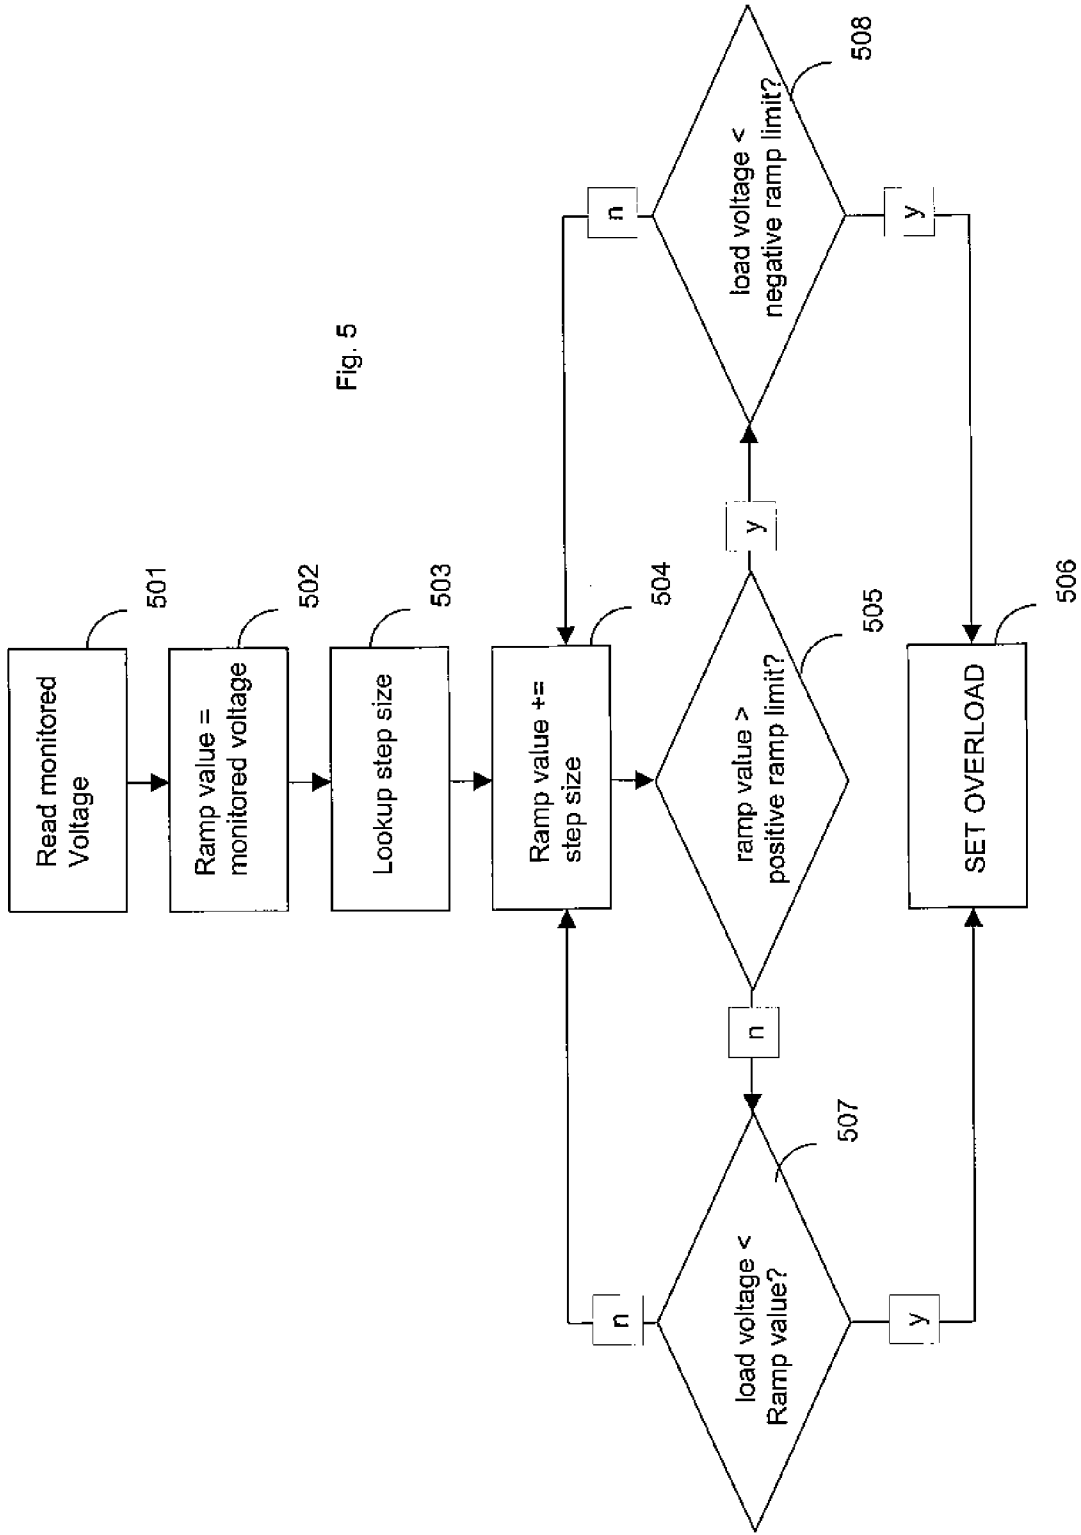 Read monitored
Voltage
501
Ramp value =
monitored voltage
502
Lookup step size
503
Fig. 5
Ramp value +=
step size
504
n
n
ramp value >
positive ramp limit?
505
n
y
load voltage <
Ramp value?
507
load voltage <
negative ramp limit?
508
y
y
SET OVERLOAD
506